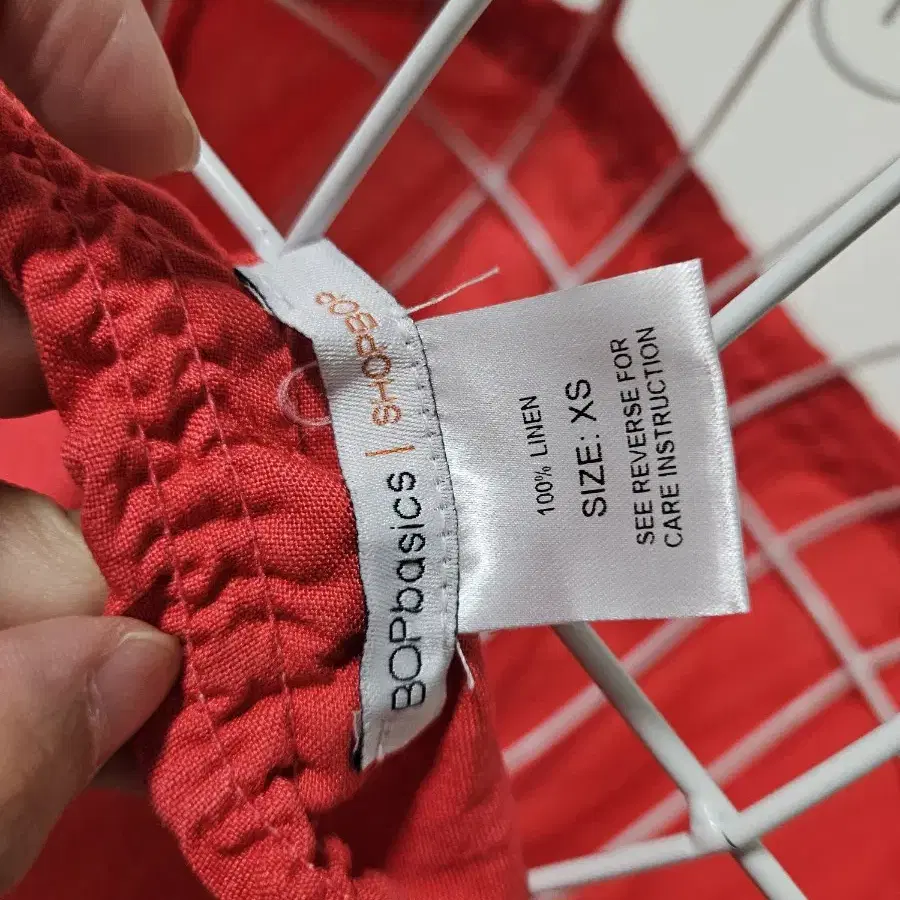 BOPbasics | SHOPBOP
100% LINEN
SIZE: XS
SEE REVERSE FOR
CARE INSTRUCTION